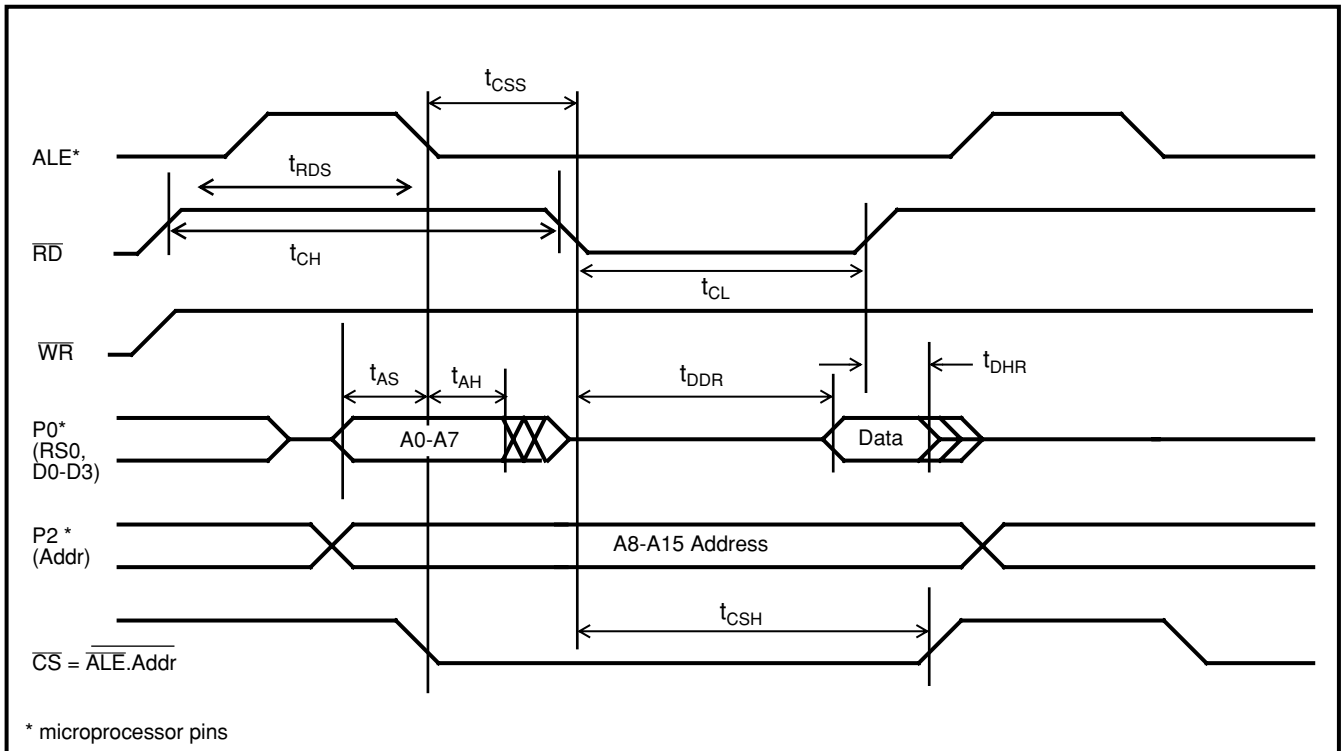 tCSS
ALE*
tRDS
RD
tCH
tCL
WR
tAS
tAH
tDDR
tDHR
P0*
(RS0,
D0-D3)
A0-A7
Data
P2 *
(Addr)
A8-A15 Address
tCSH
CS = ALE.Addr
* microprocessor pins